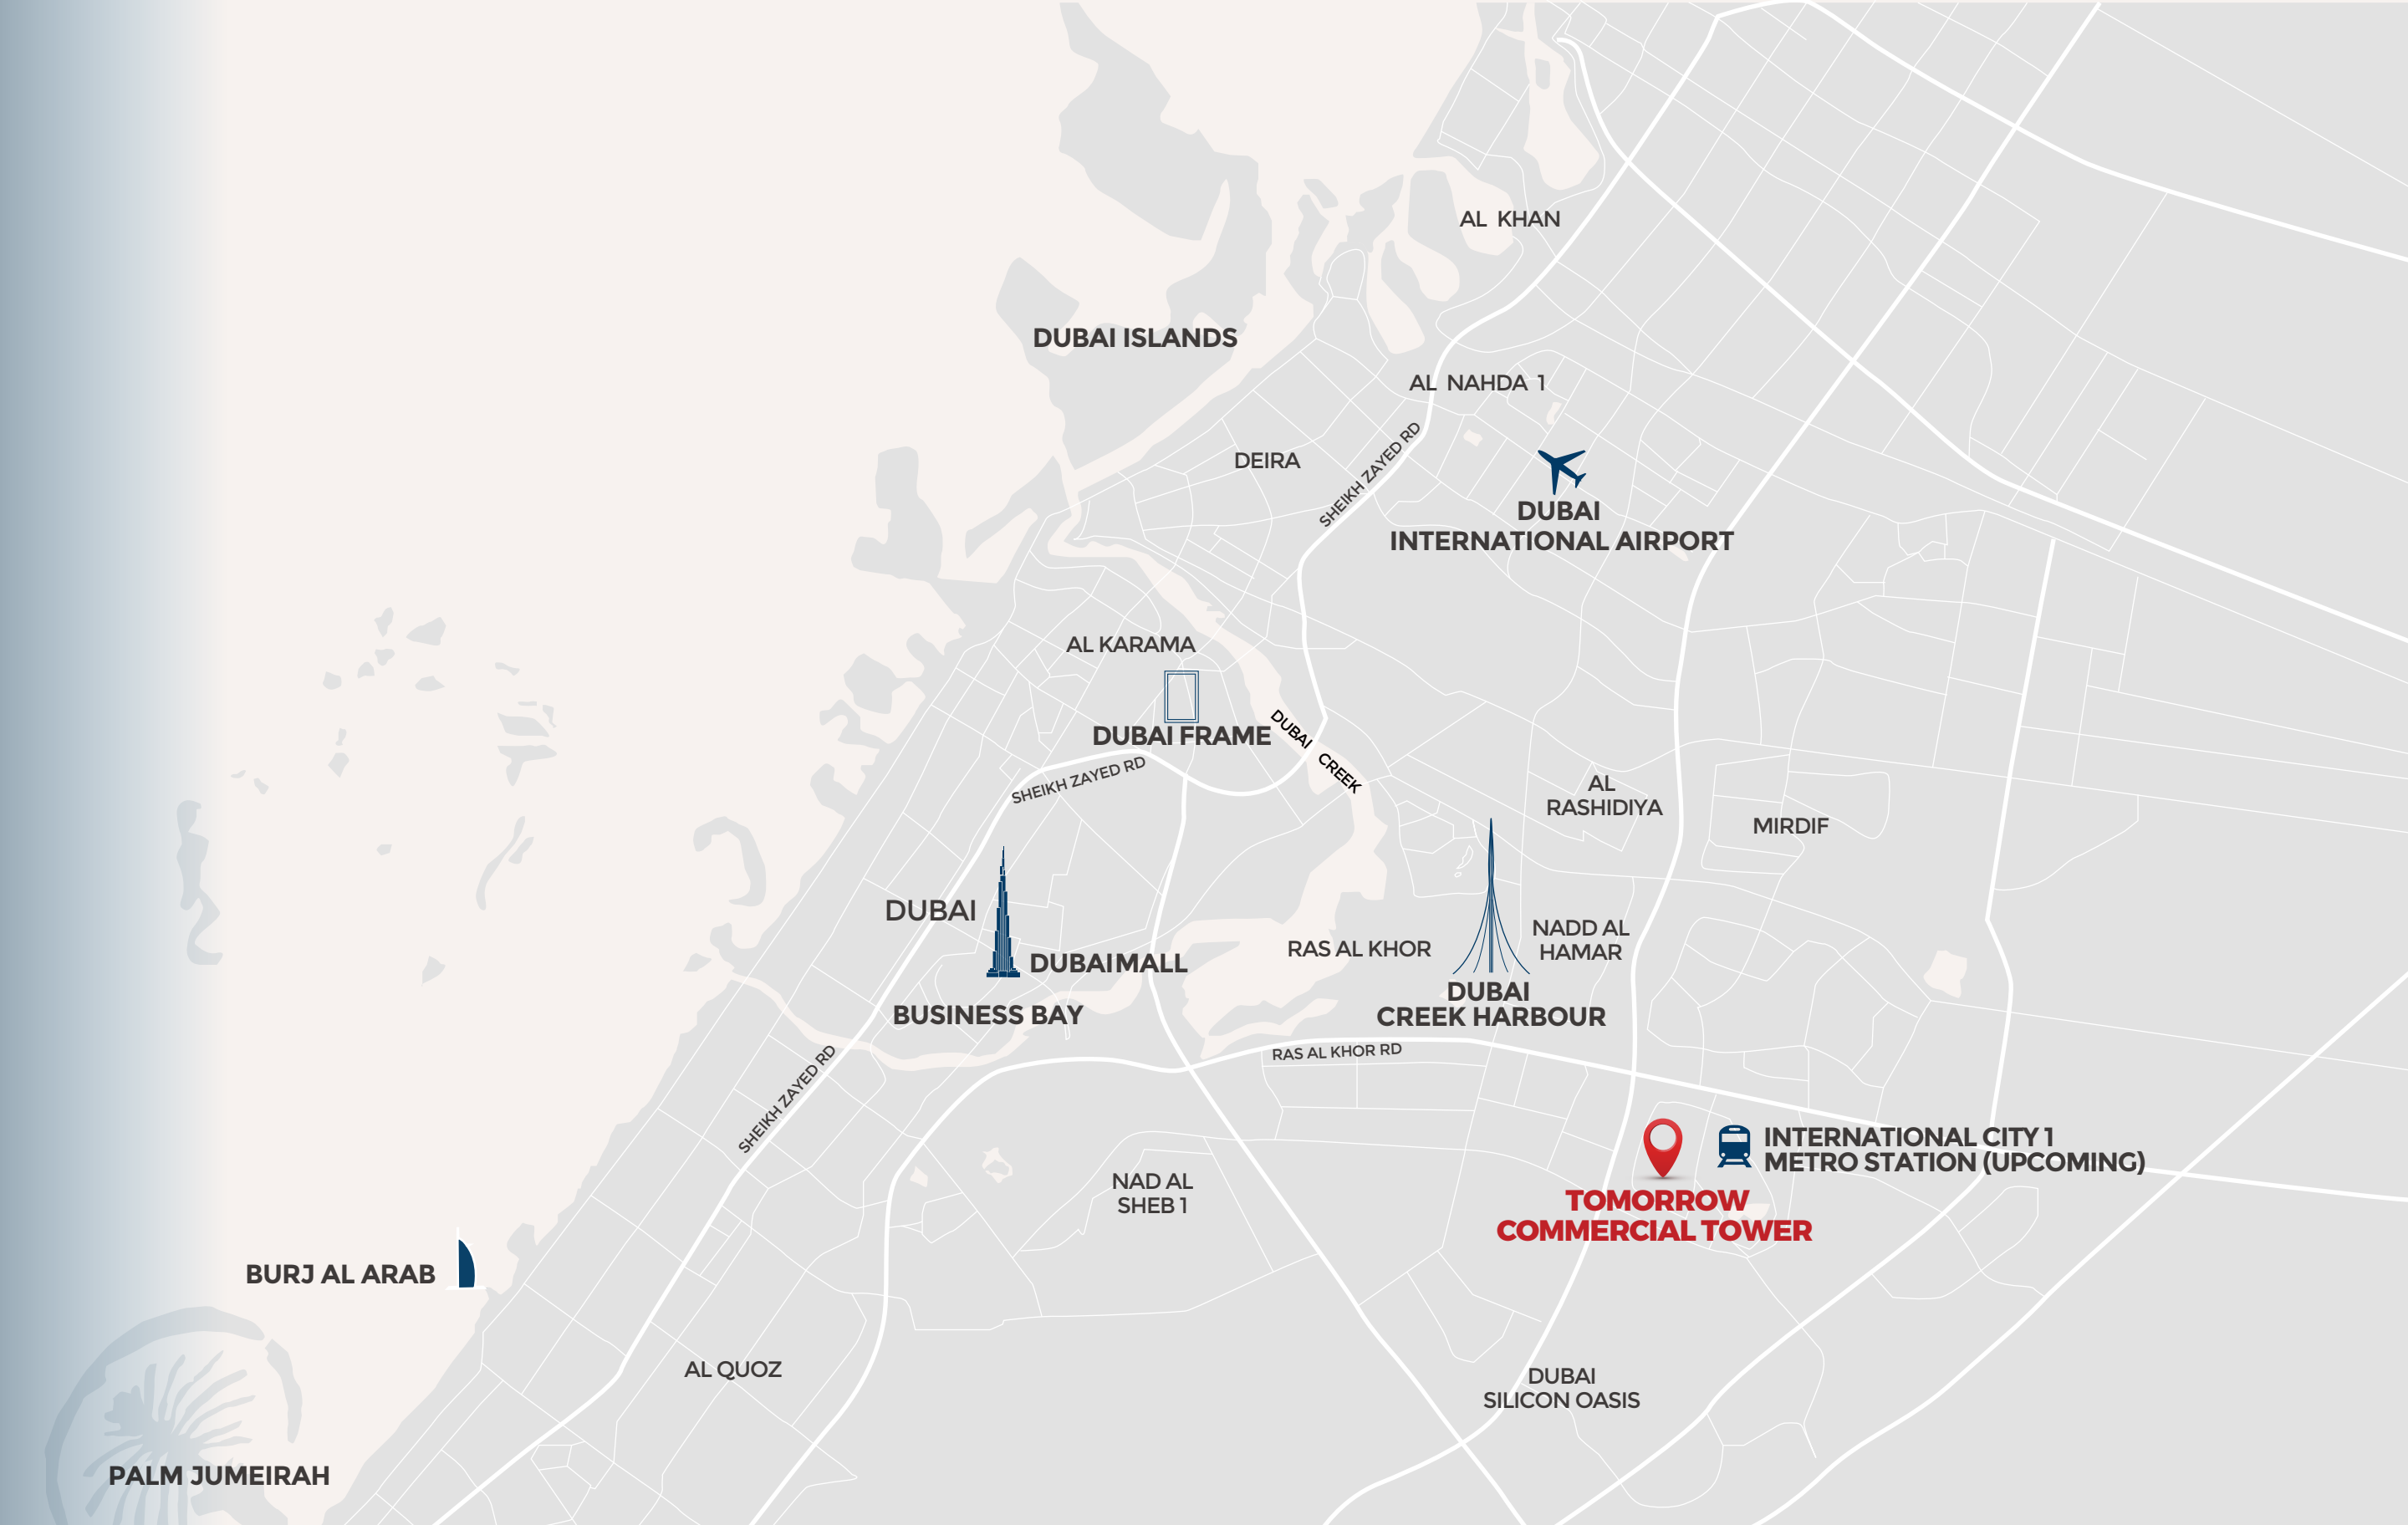 AL KHAN
DUBAI ISLANDS
AL NAHDA 1
SHEIKH ZAYED RD
DEIRA
DUBAI
INTERNATIONAL AIRPORT
AL KARAMA
DUBAI FRAME
DUBAI CREEK
SHEIKH ZAYED RD
AL
RASHIDIYA
MIRDIF
DUBAI
DUBAI MALL
RAS AL KHOR
NADD AL
HAMAR
DUBAI
CREEK HARBOUR
BUSINESS BAY
RAS AL KHOR RD
SHEIKH ZAYED RD
INTERNATIONAL CITY 1
METRO STATION (UPCOMING)
NAD AL
SHEB 1
TOMORROW
COMMERCIAL TOWER
BURJ AL ARAB
AL QUOZ
DUBAI
SILICON OASIS
PALM JUMEIRAH